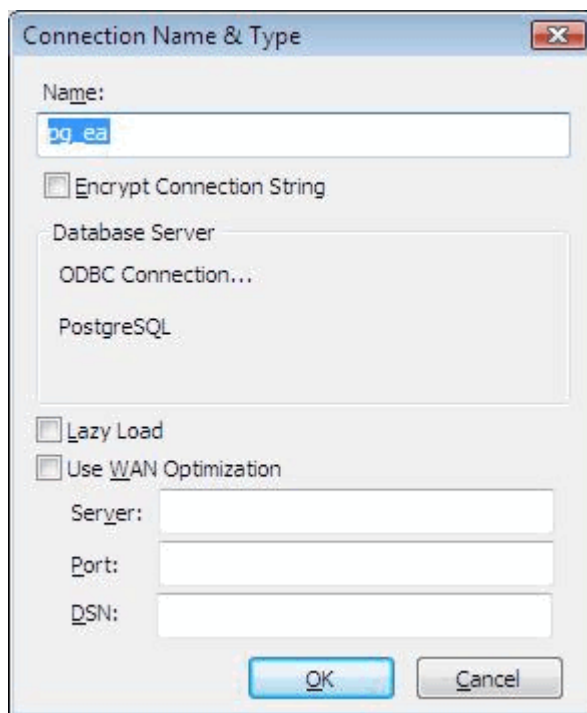 Connection Name & Type
Name:
pg_ea
Encrypt Connection String
Database Server
ODBC Connection...
PostgreSQL
Lazy Load
Use WAN Optimization
Server:
Port:
DSN:
OK Cancel